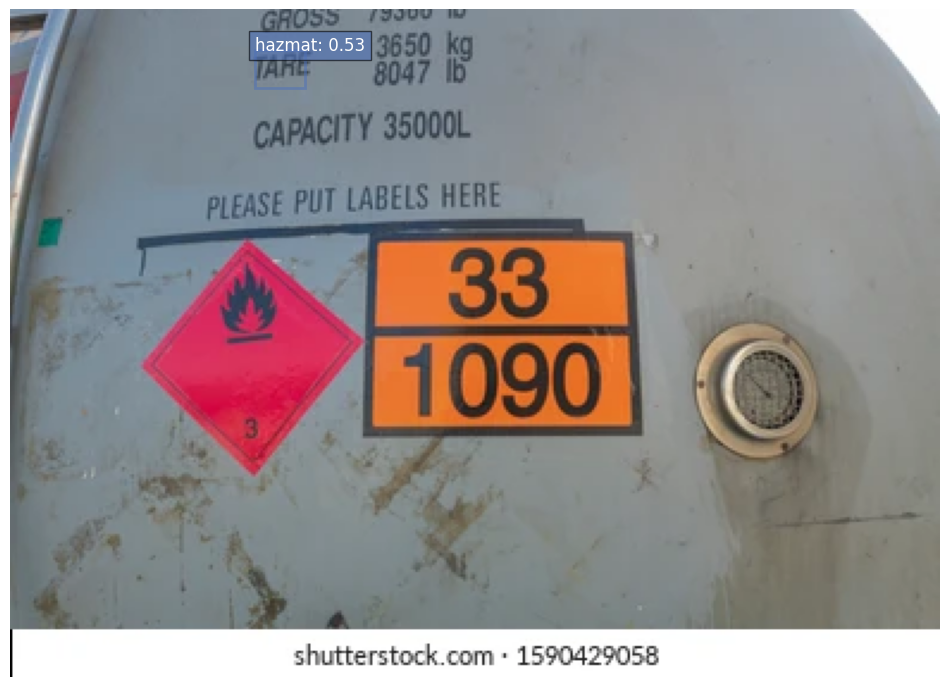 GROSS 79366 lb
hazmat: 0.53
3650 kg
TARE 8047 lb
CAPACITY 35000L
PLEASE PUT LABELS HERE
33
1090
3
shutterstock.com · 1590429058